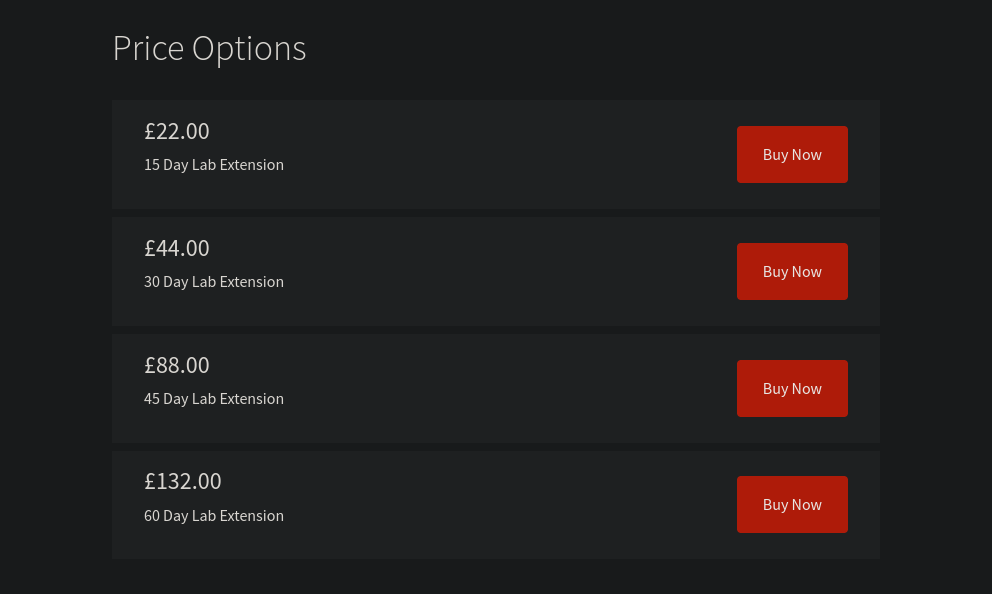 Price Options
£22.00
15 Day Lab Extension
Buy Now
£44.00
30 Day Lab Extension
Buy Now
£88.00
45 Day Lab Extension
Buy Now
£132.00
60 Day Lab Extension
Buy Now